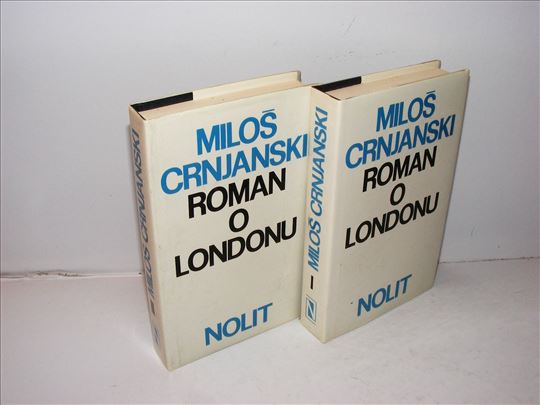 MILOŠ
CRNJANSKI
ROMAN
O
LONDONU
NOLIT
MILOŠ CRNJANSKI
MILOŠ
CRNJANSKI
ROMAN
O
LONDONU
NOLIT
I MILOŠ CRNJANSKI